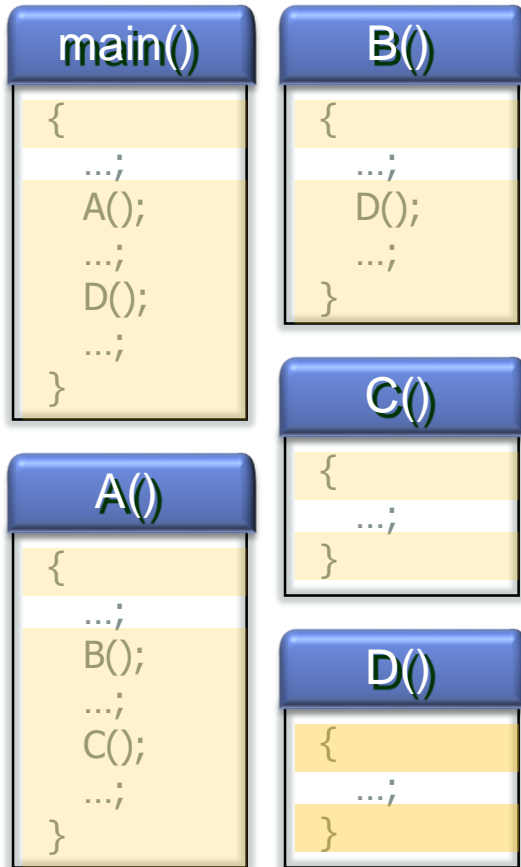 main()
{
...;
A();
...;
D();
...;
}
A()
{
...;
B();
...;
C();
...;
}
B()
{
...;
D();
...;
}
C()
{
...;
}
D()
{
...;
}